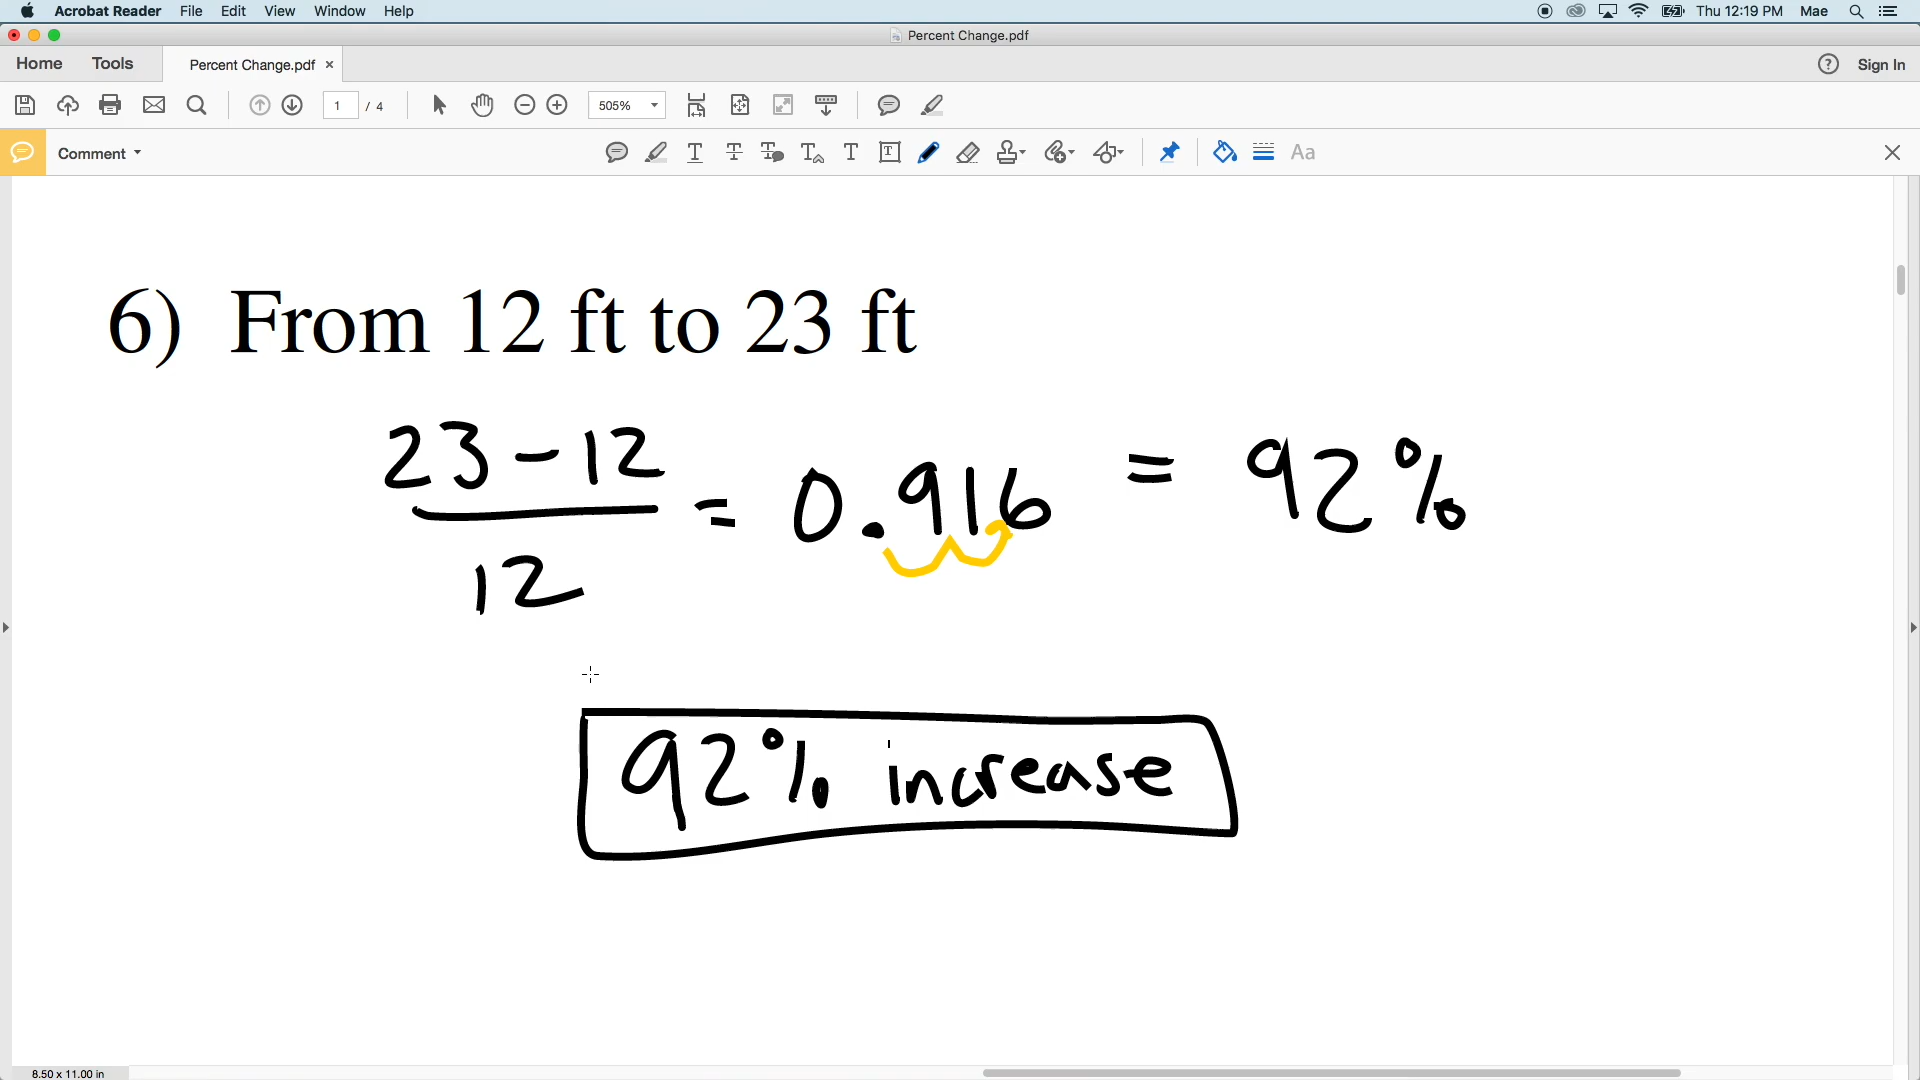 Acrobat Reader File Edit View Window Help Thu 12:19 PM Mae
Percent Change.pdf
Home Tools Percent Change.pdf × ? Sign In
1 / 4 505%
Comment T T T T T T Aa
6) From 12 ft to 23 ft
23 - 12
= 0.916 = 92%
12
92% increase
8.50 x 11.00 in